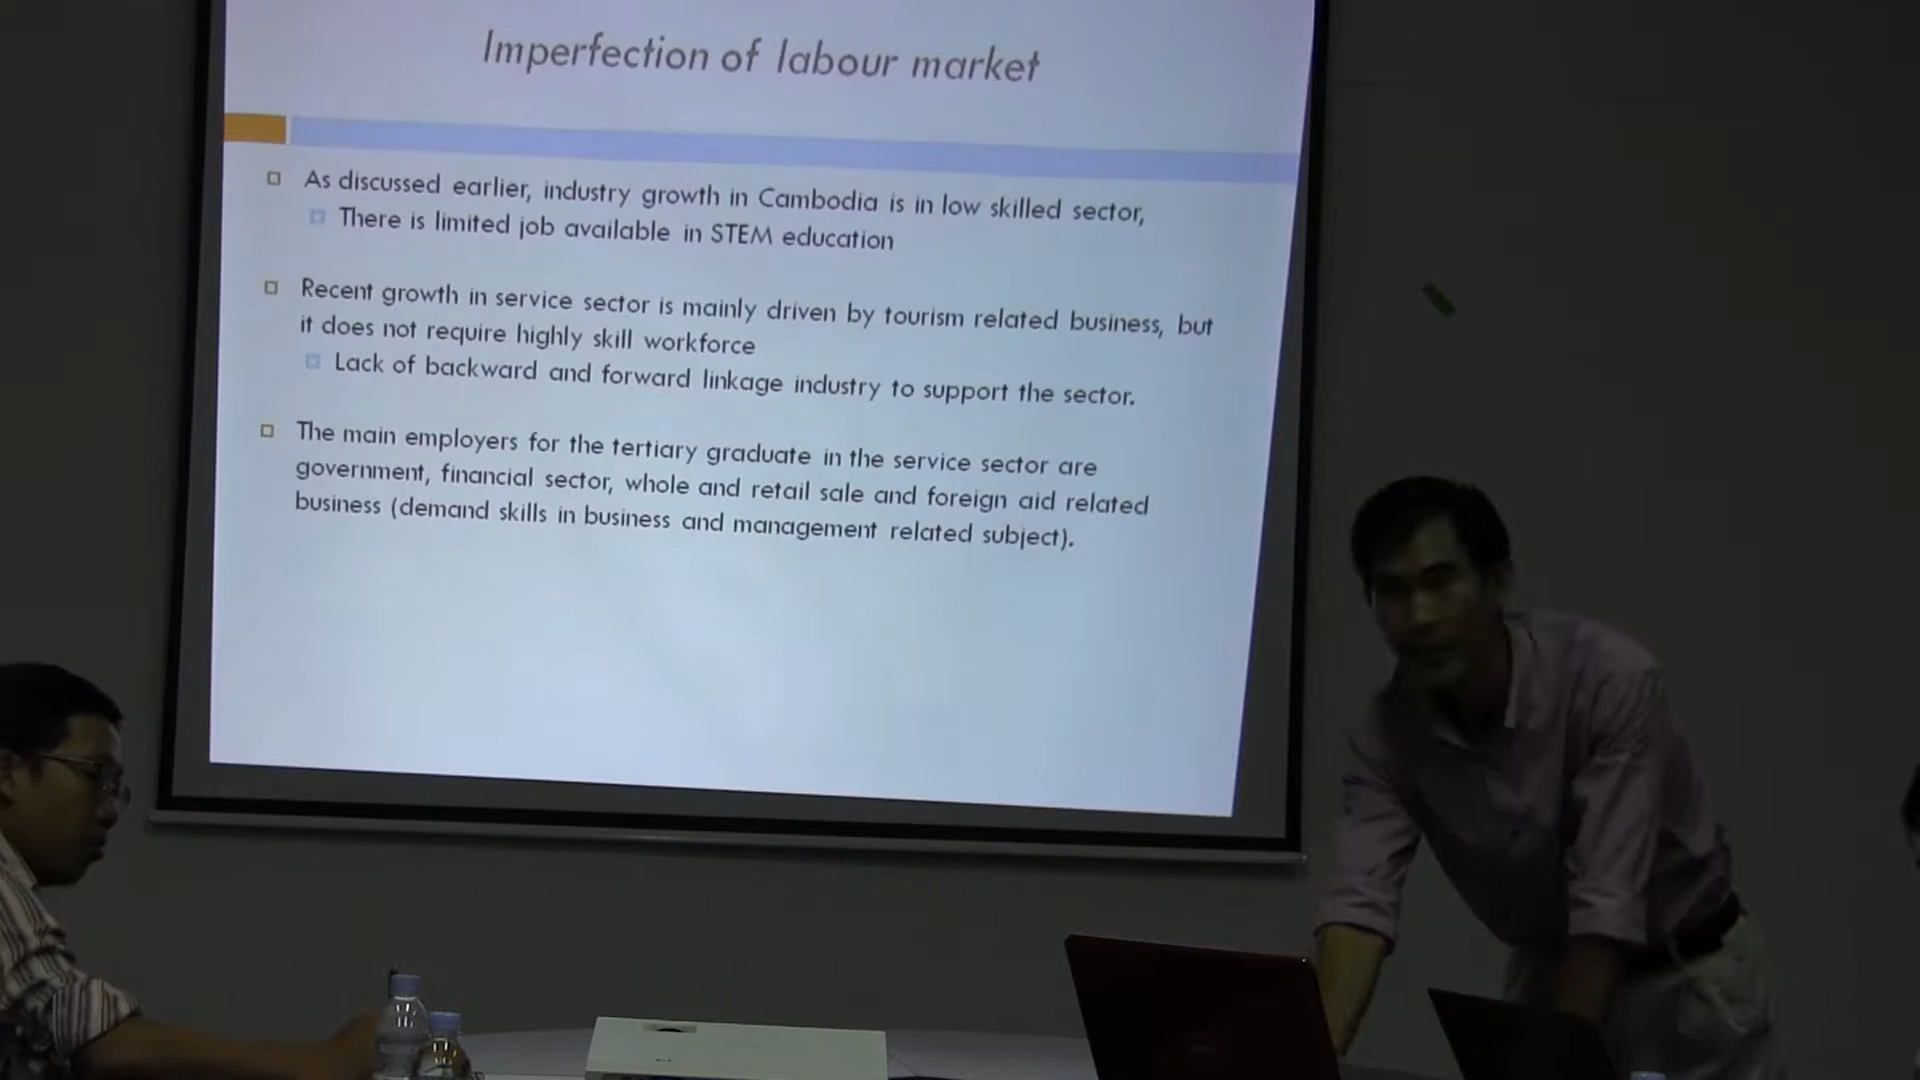 Imperfection of labour market
As discussed earlier, industry growth in Cambodia is in low skilled sector,
There is limited job available in STEM education
Recent growth in service sector is mainly driven by tourism related business, but
it does not require highly skill workforce
Lack of backward and forward linkage industry to support the sector.
The main employers for the tertiary graduate in the service sector are
government, financial sector, whole and retail sale and foreign aid related
business (demand skills in business and management related subject).